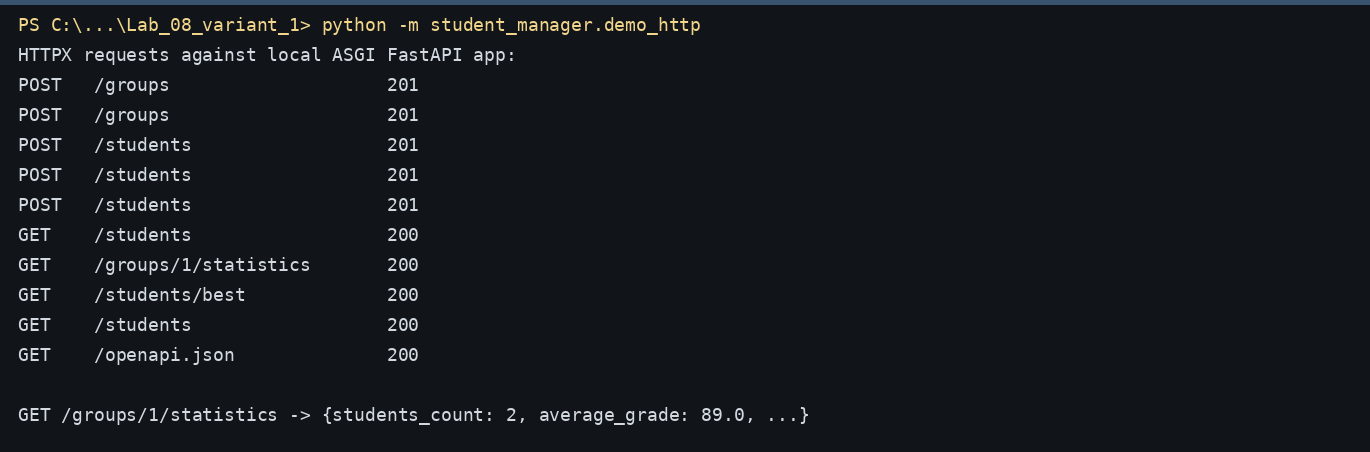 PS C:\...\Lab_08_variant_1> python -m student_manager.demo_http
HTTPX requests against local ASGI FastAPI app:
POST   /groups                    201
POST   /groups                    201
POST   /students                  201
POST   /students                  201
POST   /students                  201
GET    /students                  200
GET    /groups/1/statistics       200
GET    /students/best             200
GET    /students                  200
GET    /openapi.json              200
GET /groups/1/statistics -> {students_count: 2, average_grade: 89.0, ...}